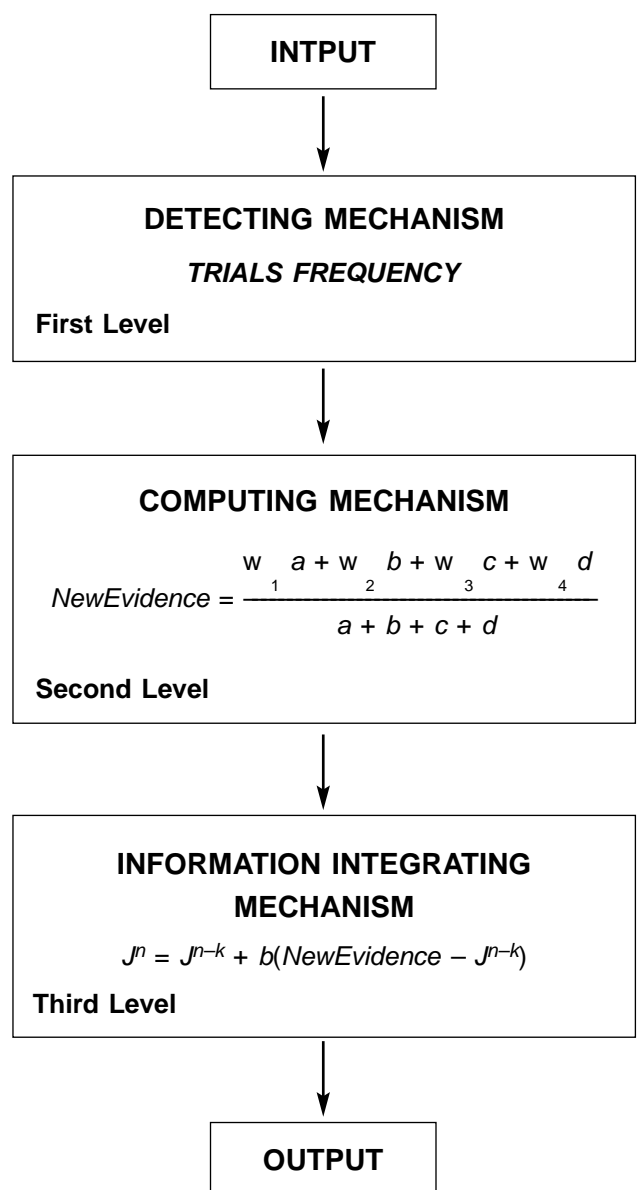 INTPUT
DETECTING MECHANISM
TRIALS FREQUENCY
First Level
COMPUTING MECHANISM
NewEvidence = (w₁a + w₂b + w₃c + w₄d) / (a + b + c + d)
Second Level
INFORMATION INTEGRATING
MECHANISM
Jⁿ = Jⁿ⁻ᵏ + b(NewEvidence – Jⁿ⁻ᵏ)
Third Level
OUTPUT